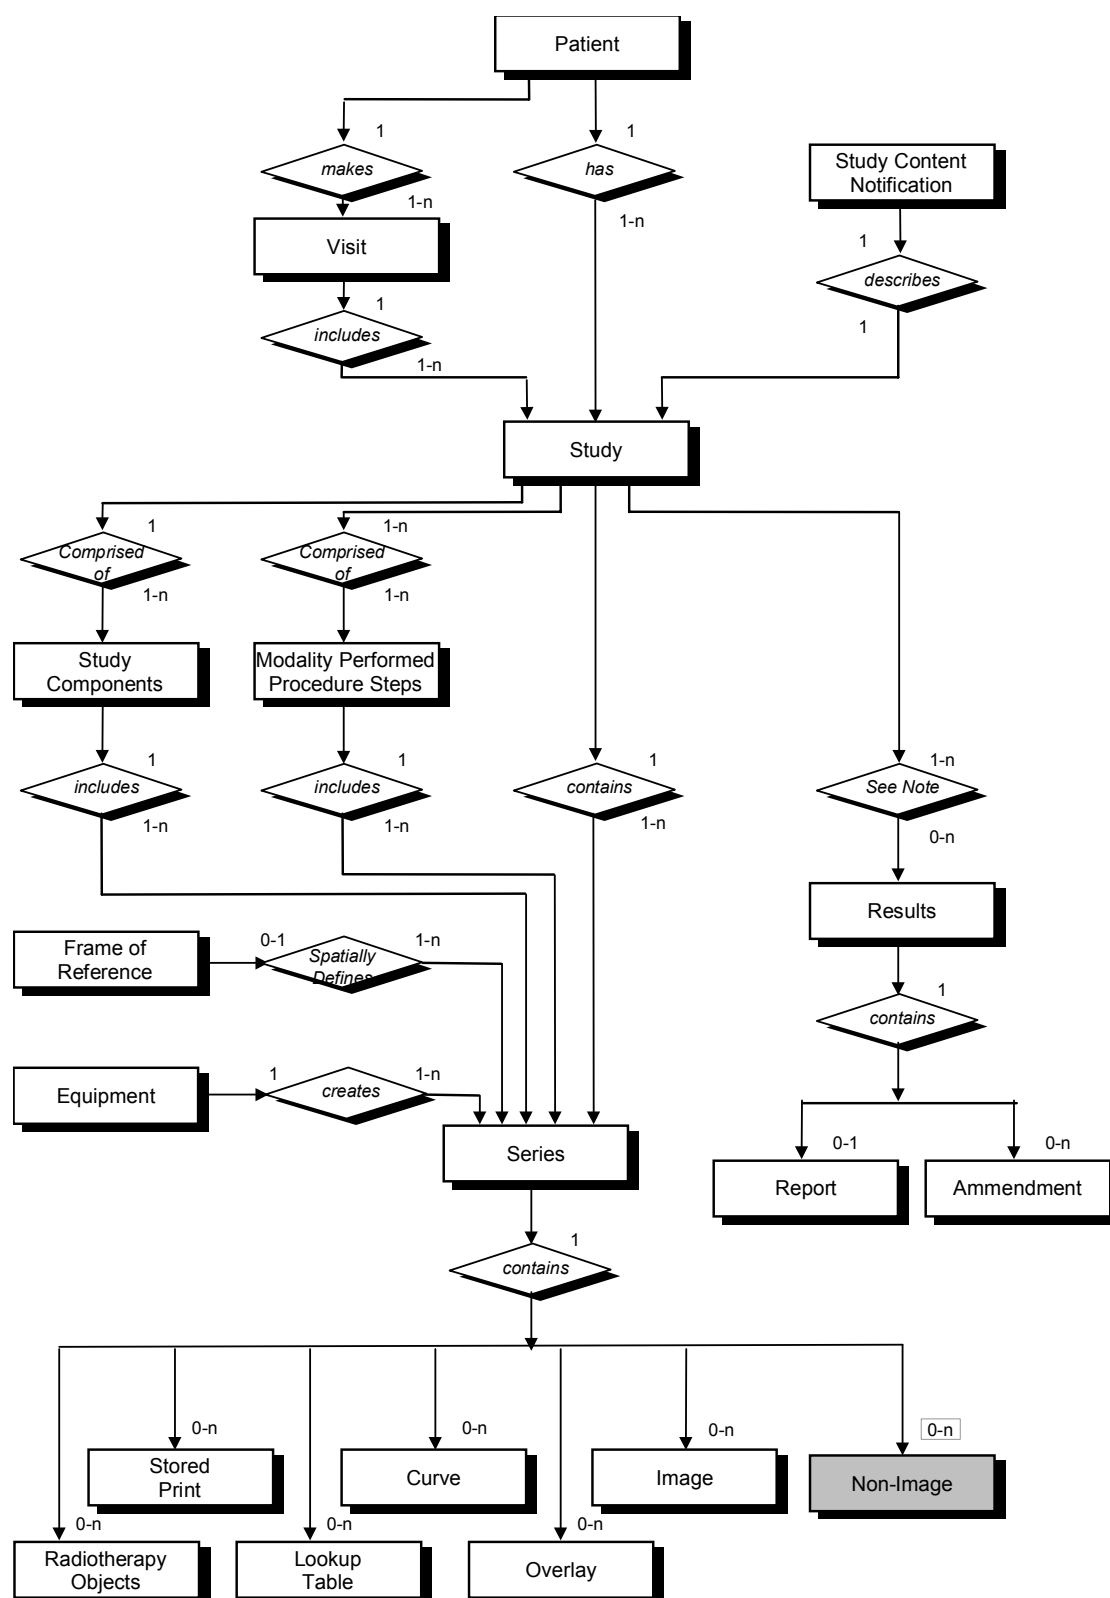 Patient
1
1
makes
has
Study Content
Notification
1-n
1-n
Visit
1
1
describes
includes
1
1-n
Study
1
1-n
Comprised
of
Comprised
of
1-n
1-n
Study
Components
Modality Performed
Procedure Steps
1
1
1
1-n
includes
includes
contains
See Note
1-n
1-n
1-n
0-n
Results
Frame of
Reference
0-1
Spatially
Defines
1-n
1
contains
Equipment
1
creates
1-n
Series
0-1
0-n
Report
Ammendment
1
contains
0-n
0-n
0-n
0-n
Stored
Print
Curve
Image
Non-Image
0-n
0-n
0-n
Radiotherapy
Objects
Lookup
Table
Overlay